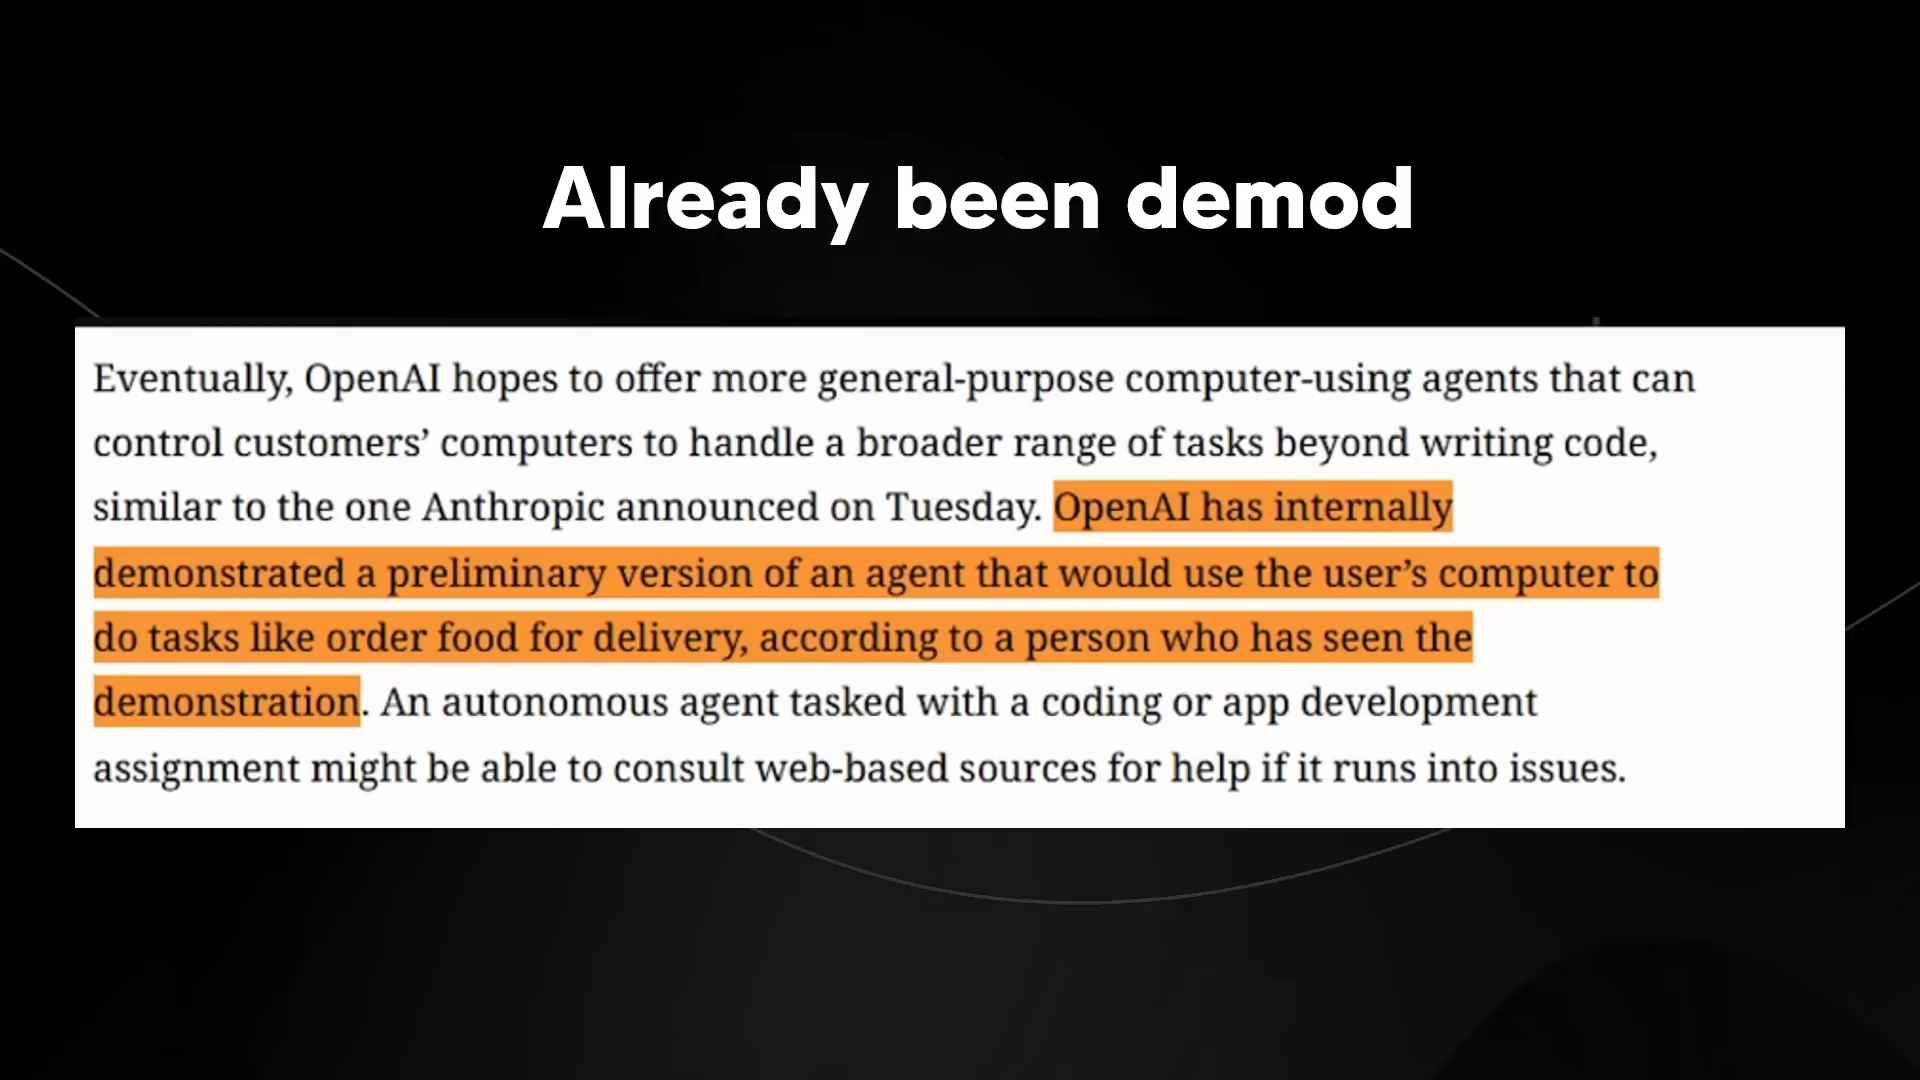 Already been demod
Eventually, OpenAI hopes to offer more general-purpose computer-using agents that can
control customers’ computers to handle a broader range of tasks beyond writing code,
similar to the one Anthropic announced on Tuesday. OpenAI has internally
demonstrated a preliminary version of an agent that would use the user’s computer to
do tasks like order food for delivery, according to a person who has seen the
demonstration. An autonomous agent tasked with a coding or app development
assignment might be able to consult web-based sources for help if it runs into issues.